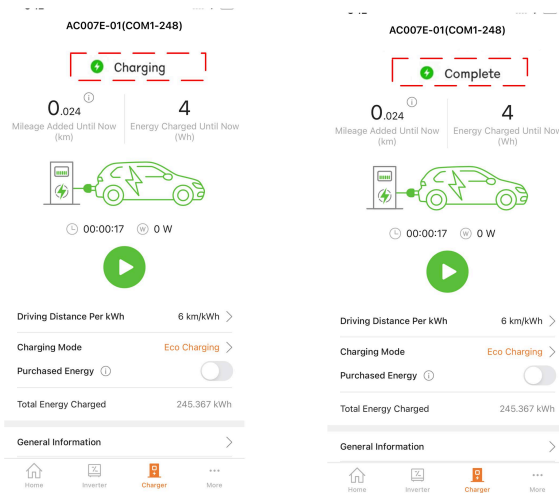 AC007E-01(COM1-248)
Charging
0.024
4
Mileage Added Until Now
(km)
Energy Charged Until Now
(Wh)
00:00:17
W
0 W
Driving Distance Per kWh
6 km/kWh
Charging Mode
Eco Charging
Purchased Energy
Total Energy Charged
245.367 kWh
General Information
Home
Inverter
Charger
More
AC007E-01(COM1-248)
Complete
0.024
4
Mileage Added Until Now
(km)
Energy Charged Until Now
(Wh)
00:00:17
W
0 W
Driving Distance Per kWh
6 km/kWh
Charging Mode
Eco Charging
Purchased Energy
Total Energy Charged
245.367 kWh
General Information
Home
Inverter
Charger
More